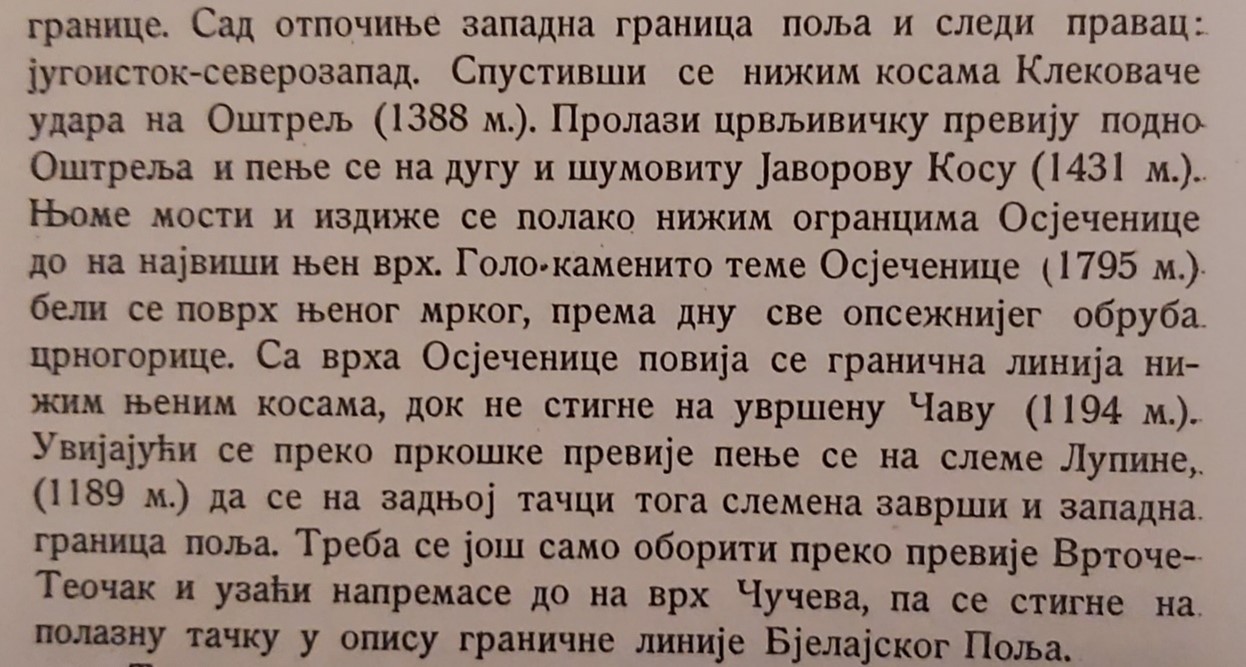 границе. Сад отпочиње западна граница поља и следи правац:
југоисток-северозапад. Спустивши се нижим косама Клековаче
удара на Оштрељ (1388 м.). Пролази црвљивичку превију подно
Оштреља и пење се на дугу и шумовиту Јаворову Косу (1431 м.).
Њоме мости и издиже се полако нижим огранцима Осјеченице
до на највиши њен врх. Голо-каменито теме Осјеченице (1795 м.)
бели се поврх њеног мрког, према дну све опсежнијег обруба
црногорице. Са врха Осјеченице повија се гранична линија ни-
жим њеним косама, док не стигне на увршену Чаву (1194 м.).
Увијајући се преко пркошке превије пење се на слеме Лупине,
(1189 м.) да се на задњој тачци тога слемена заврши и западна
граница поља. Треба се још само оборити преко превије Врточе-
Теочак и узаћи напремасе до на врх Чучева, па се стигне на
полазну тачку у опису граничне линије Бјелајског Поља.